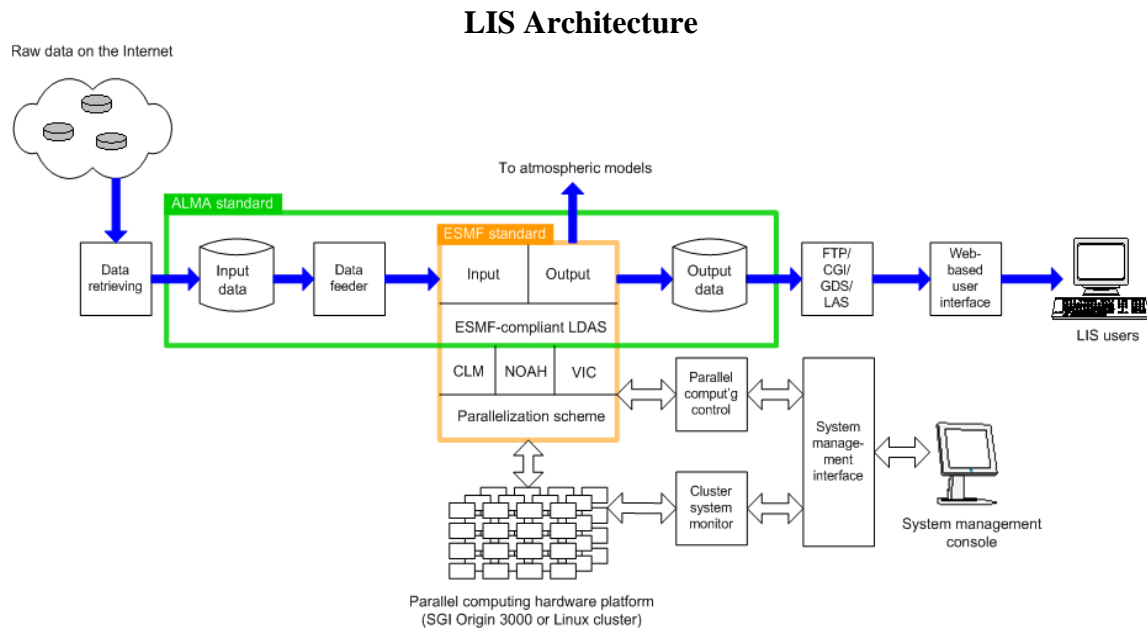 LIS Architecture
Raw data on the Internet
To atmospheric models
ALMA standard
ESMF standard
Data
retrieving
Input
data
Data
feeder
Input
Output
Output
data
FTP/
CGI/
GDS/
LAS
Web-
based
user
interface
LIS users
ESMF-compliant LDAS
CLM
NOAH
VIC
Parallelization scheme
Parallel
comput'g
control
System
manage-
ment
interface
Cluster
system
monitor
System management
console
Parallel computing hardware platform
(SGI Origin 3000 or Linux cluster)